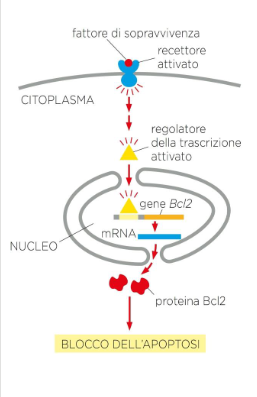 fattore di sopravvivenza
recettore
attivato
CITOPLASMA
regolatore
della trascrizione
attivato
gene Bcl2
mRNA
NUCLEO
proteina Bcl2
BLOCCO DELL'APOPTOSI